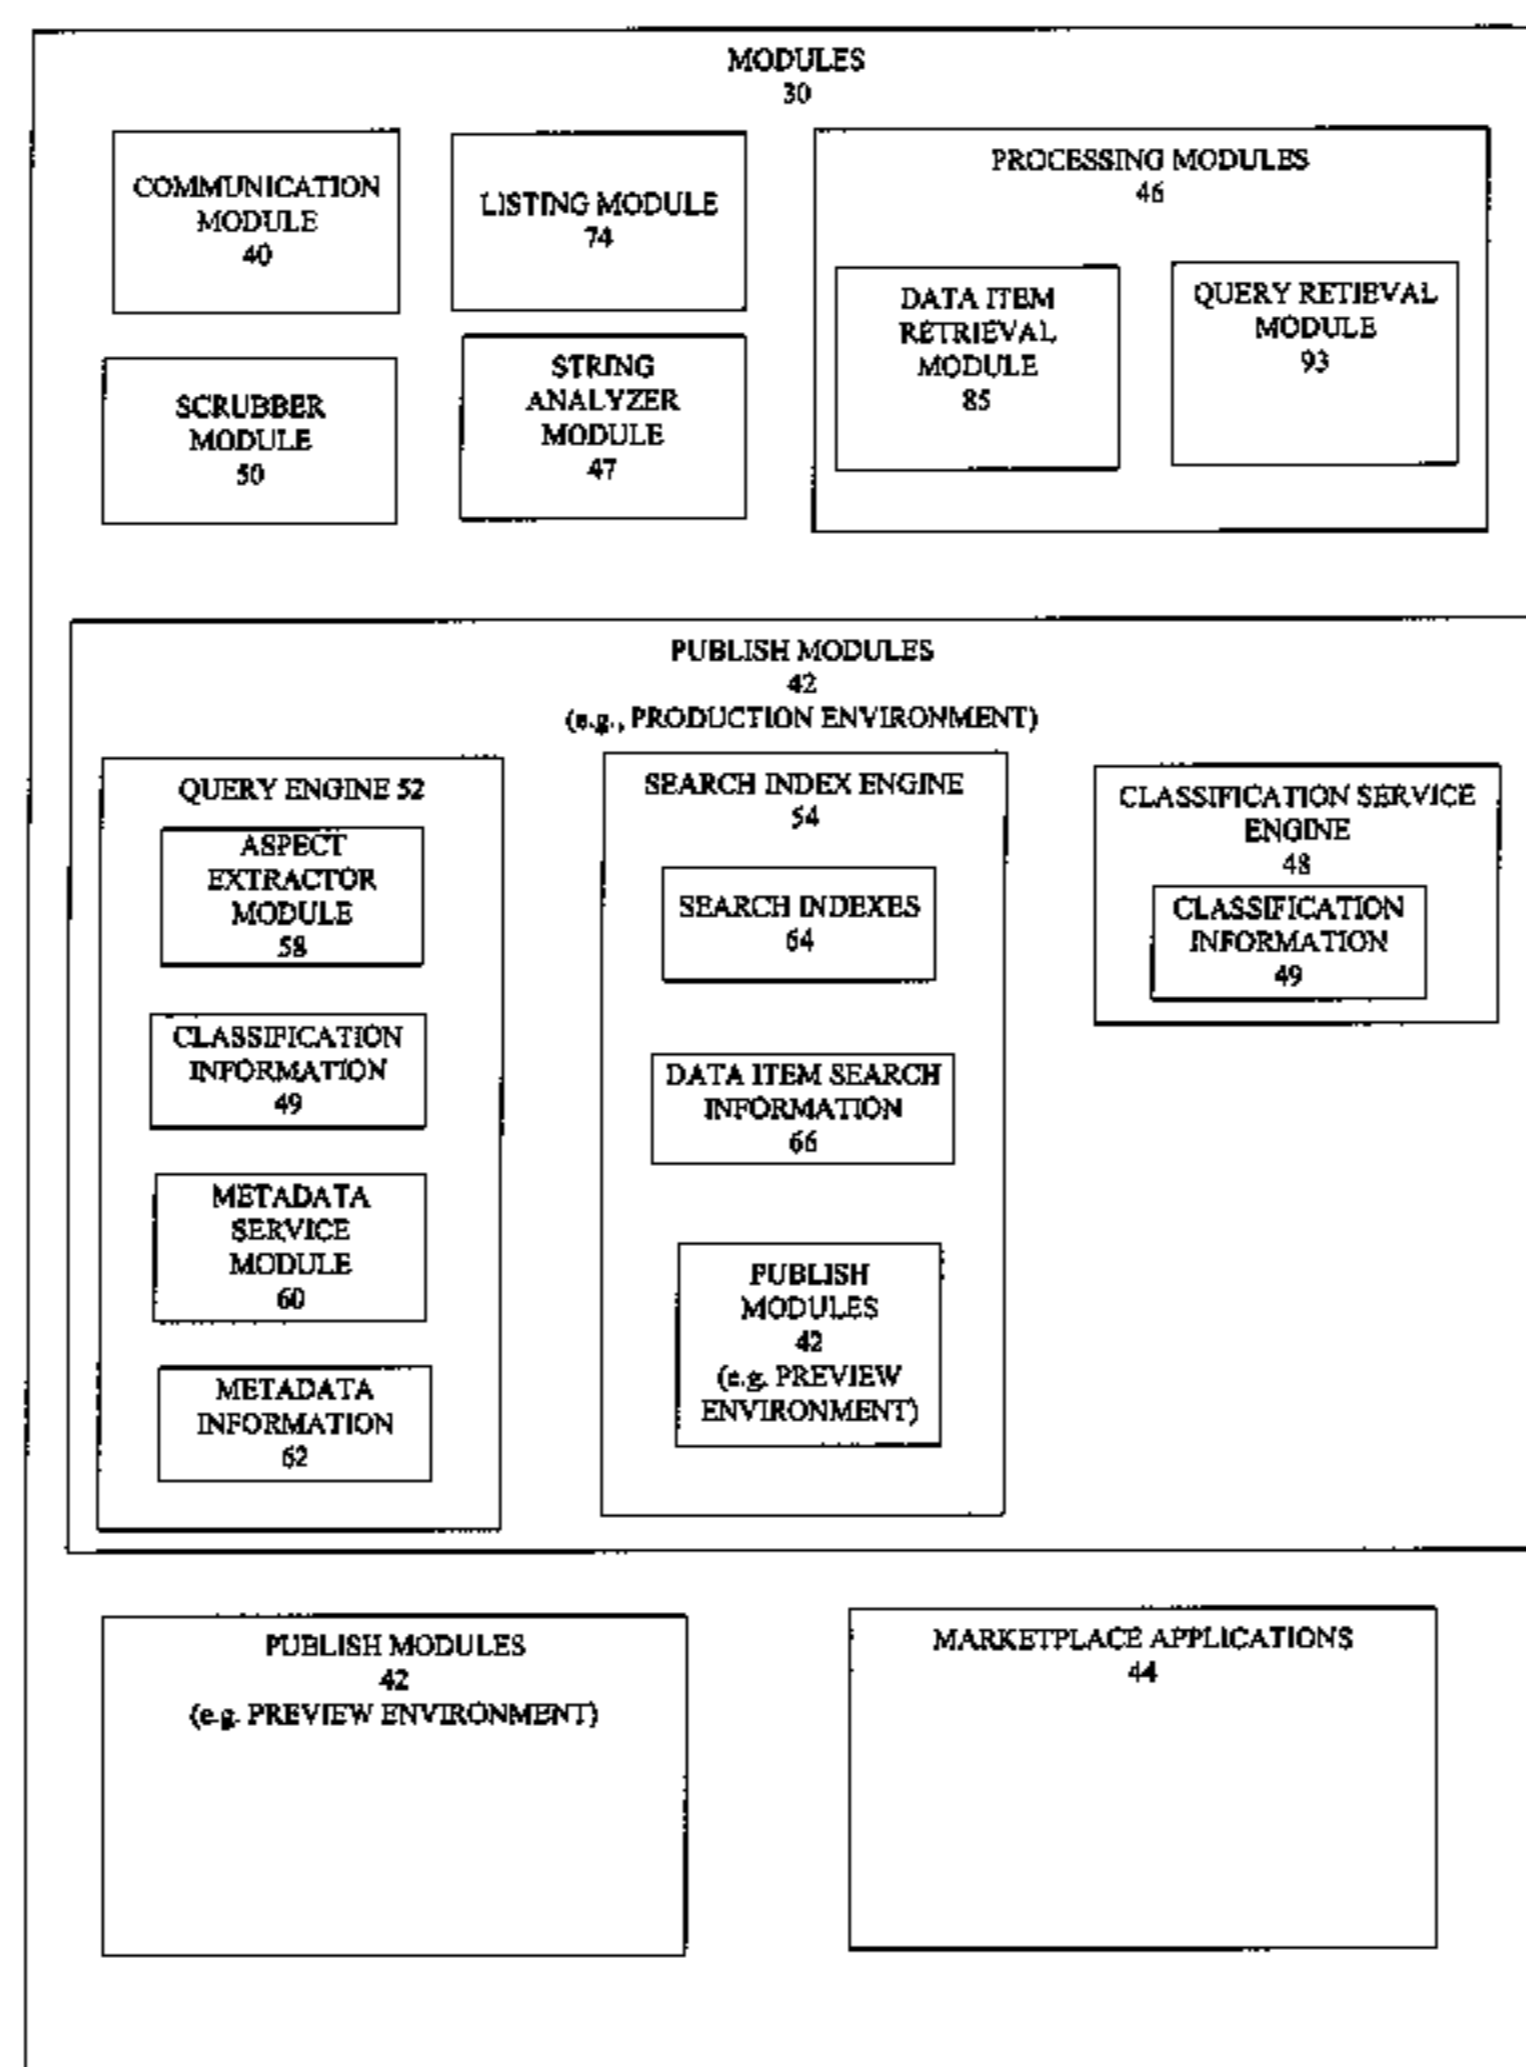 MODULES
30
COMMUNICATION
MODULE
40
LISTING MODULE
74
PROCESSING MODULES
46
DATA ITEM
RETRIEVAL
MODULE
85
QUERY RETIEVAL
MODULE
93
SCRUBBER
MODULE
50
STRING
ANALYZER
MODULE
47
PUBLISH MODULES
42
(e.g., PRODUCTION ENVIRONMENT)
QUERY ENGINE 52
ASPECT
EXTRACTOR
MODULE
58
CLASSIFICATION
INFORMATION
49
METADATA
SERVICE
MODULE
60
METADATA
INFORMATION
62
SEARCH INDEX ENGINE
54
SEARCH INDEXES
64
DATA ITEM SEARCH
INFORMATION
66
PUBLISH
MODULES
42
(e.g. PREVIEW
ENVIRONMENT)
CLASSIFICATION SERVICE
ENGINE
48
CLASSIFICATION
INFORMATION
49
PUBLISH MODULES
42
(e.g. PREVIEW ENVIRONMENT)
MARKETPLACE APPLICATIONS
44